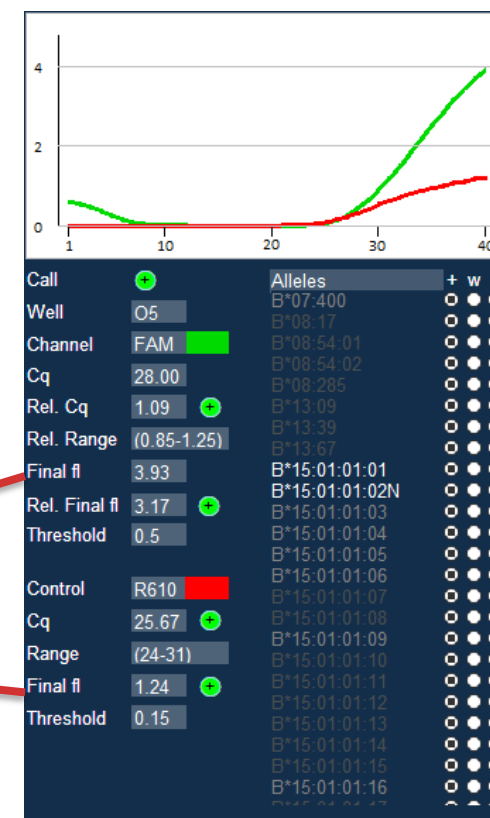 4
2
0
1 10 20 30 40
Call +
Well O5
Channel FAM
Cq 28.00
Rel. Cq 1.09 +
Rel. Range (0.85-1.25)
Final fl 3.93
Rel. Final fl 3.17 +
Threshold 0.5
Control R610
Cq 25.67 +
Range (24-31)
Final fl 1.24 +
Threshold 0.15
Alleles + w
B*07:400
B*08:17
B*08:54:01
B*08:54:02
B*08:285
B*13:09
B*13:39
B*13:67
B*15:01:01:01
B*15:01:01:02N
B*15:01:01:03
B*15:01:01:04
B*15:01:01:05
B*15:01:01:06
B*15:01:01:07
B*15:01:01:08
B*15:01:01:09
B*15:01:01:10
B*15:01:01:11
B*15:01:01:12
B*15:01:01:13
B*15:01:01:14
B*15:01:01:15
B*15:01:01:16